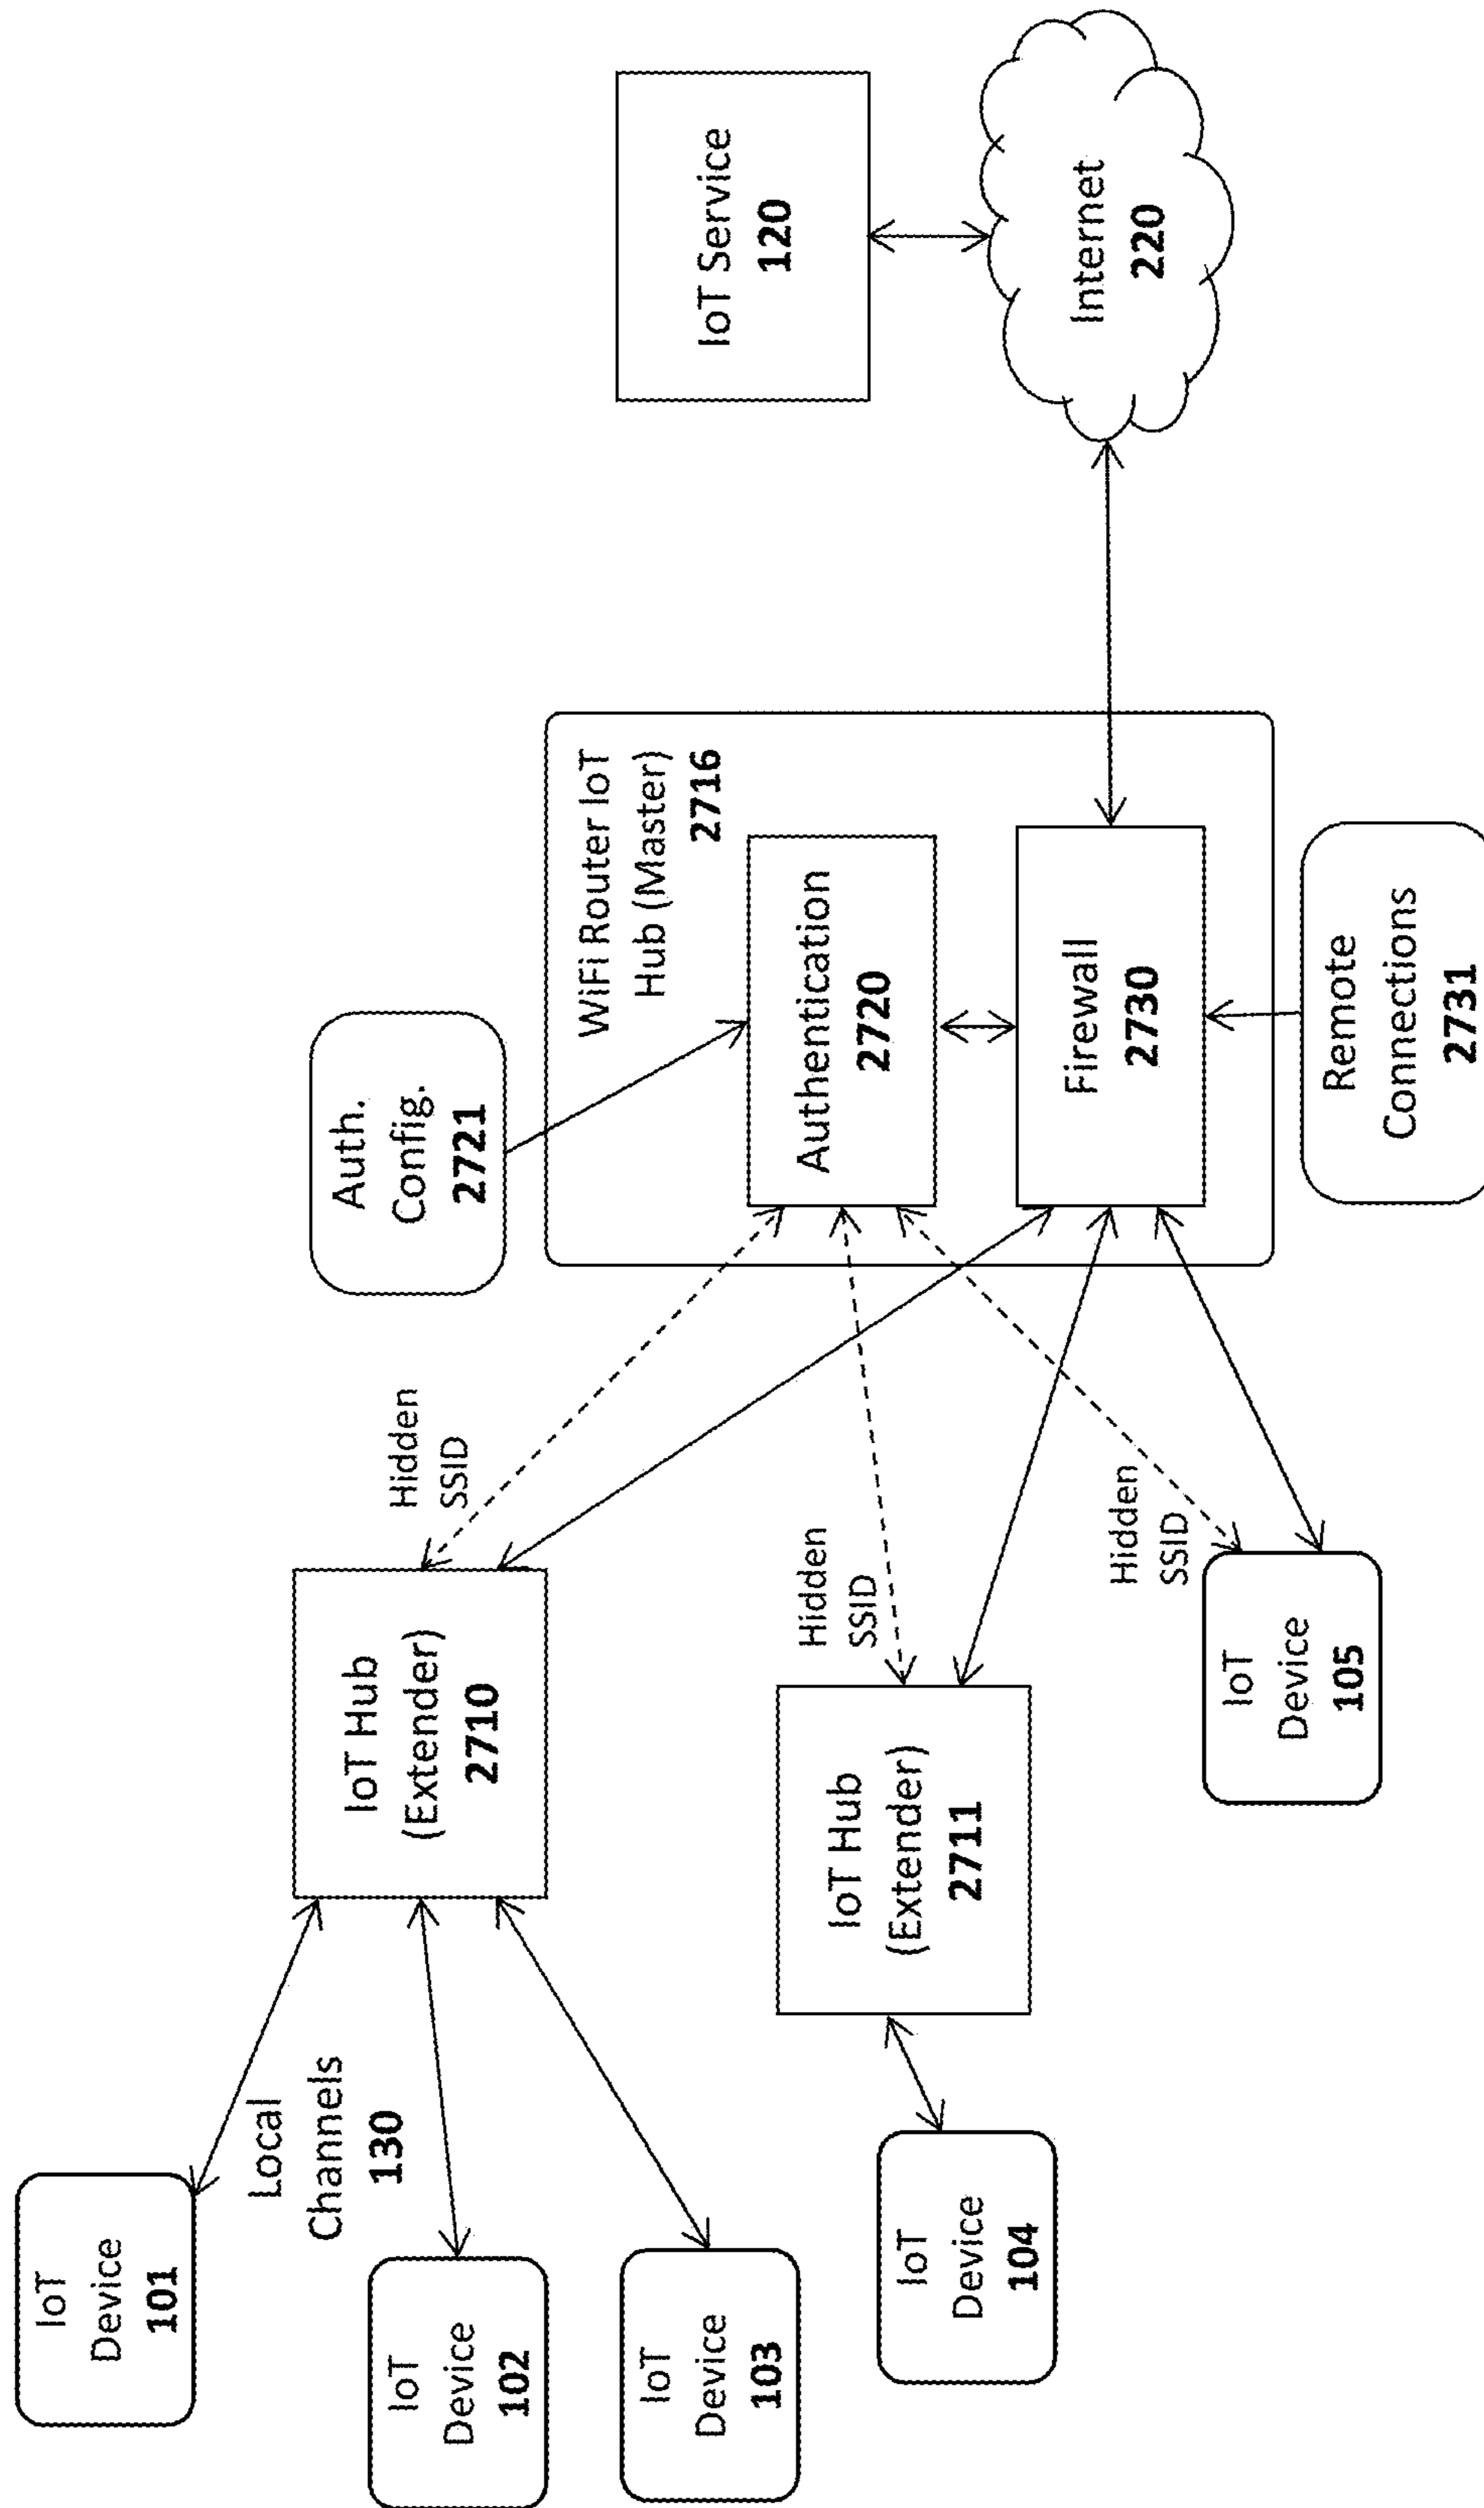 IoT
Device
101
IoT
Device
102
IoT
Device
103
IoT
Device
104
Local
Channels
130
IoT Hub
(Extender)
2710
IoT Hub
(Extender)
2711
IoT
Device
105
Hidden
SSID
Hidden
SSID
Hidden
SSID
Auth.
Config.
2721
WiFi Router IoT
Hub (Master)
2716
Authentication
2720
Firewall
2730
Remote
Connections
2731
IoT Service
120
Internet
220